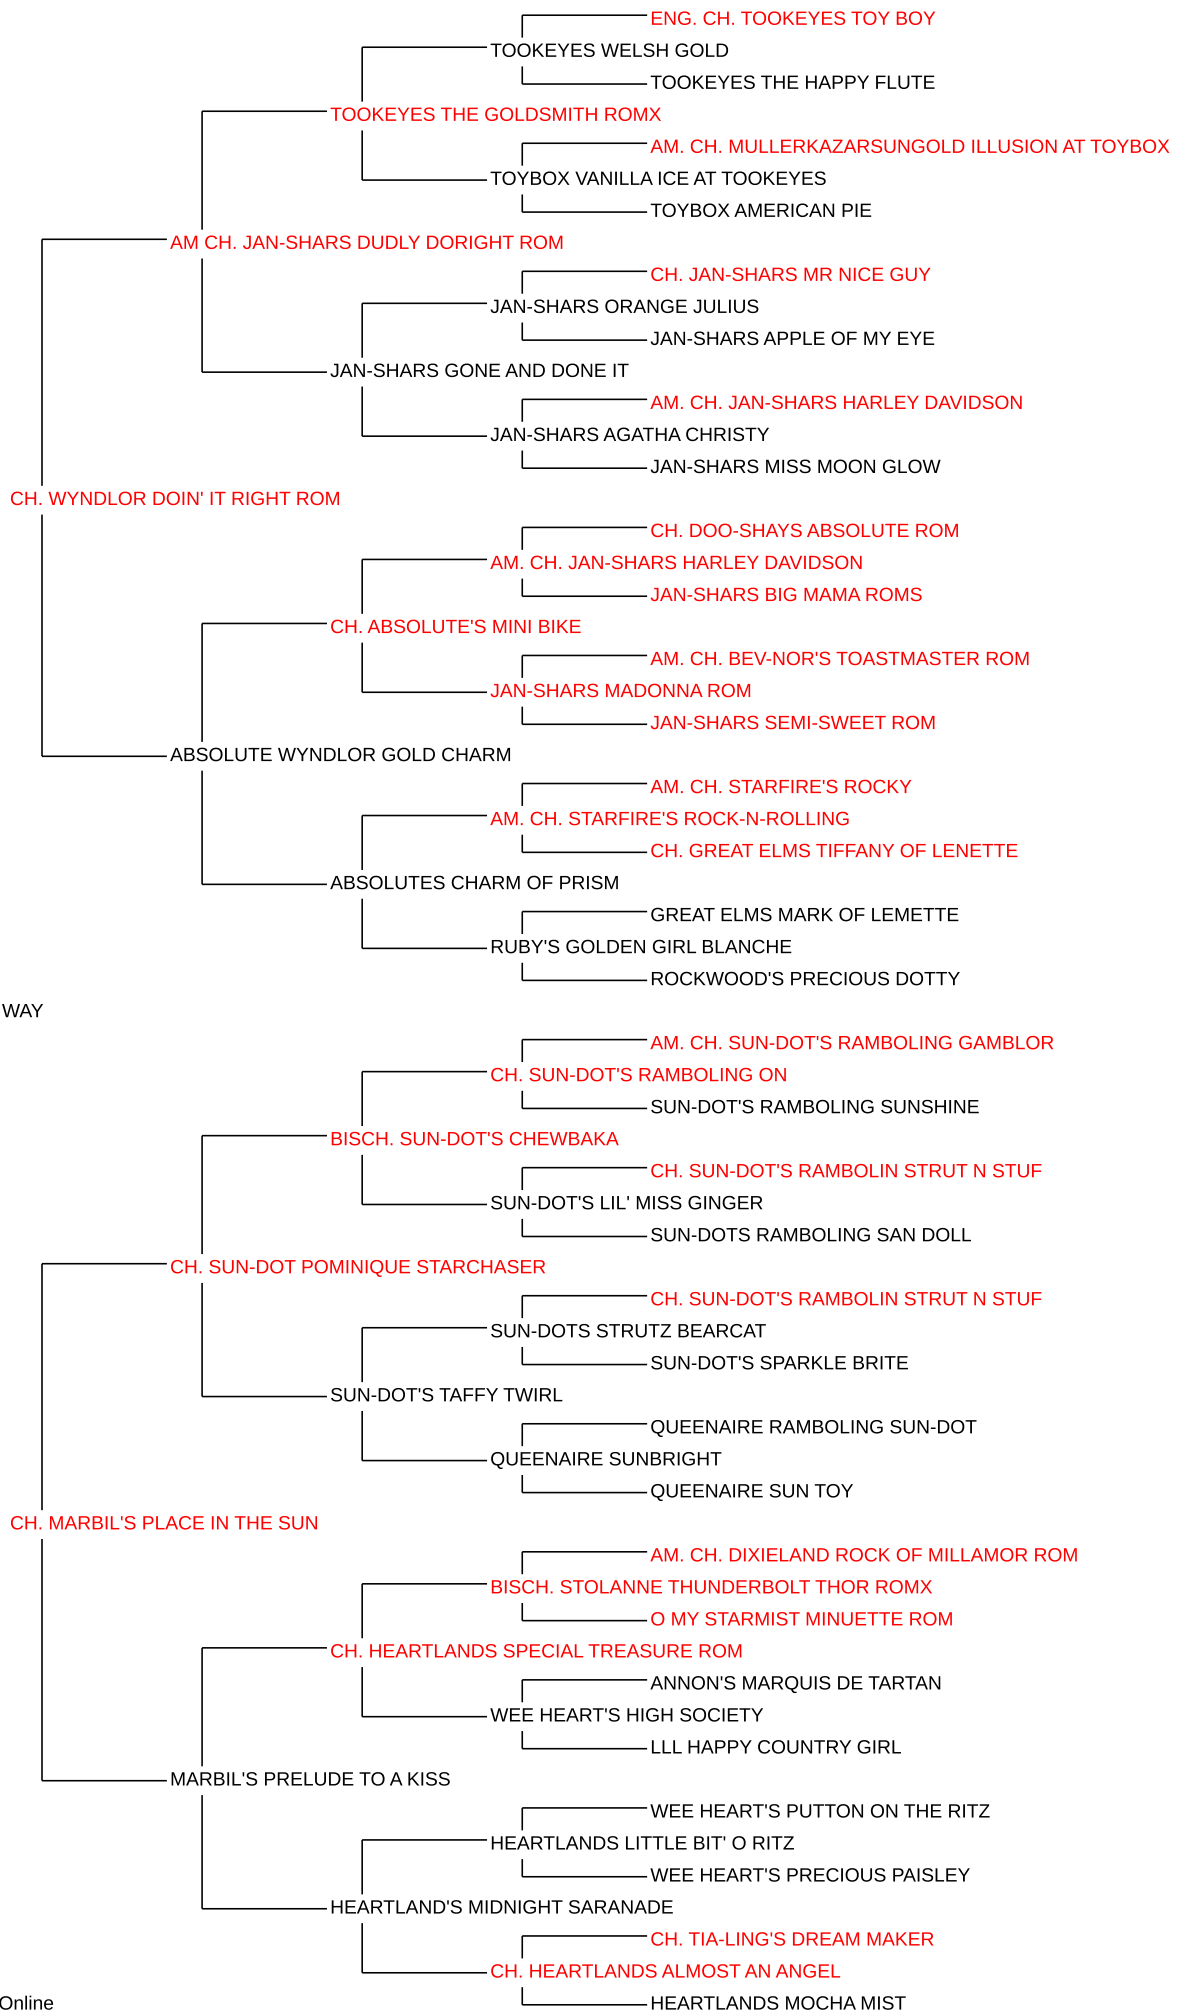 ENG. CH. TOOKEYES TOY BOY
TOOKEYES WELSH GOLD
TOOKEYES THE HAPPY FLUTE
TOOKEYES THE GOLDSMITH ROMX
AM. CH. MULLERKAZARSUNGOLD ILLUSION AT TOYBOX
TOYBOX VANILLA ICE AT TOOKEYES
TOYBOX AMERICAN PIE
AM CH. JAN-SHARS DUDLY DORIGHT ROM
CH. JAN-SHARS MR NICE GUY
JAN-SHARS ORANGE JULIUS
JAN-SHARS APPLE OF MY EYE
JAN-SHARS GONE AND DONE IT
AM. CH. JAN-SHARS HARLEY DAVIDSON
JAN-SHARS AGATHA CHRISTY
JAN-SHARS MISS MOON GLOW
CH. WYNDLOR DOIN' IT RIGHT ROM
CH. DOO-SHAYS ABSOLUTE ROM
AM. CH. JAN-SHARS HARLEY DAVIDSON
JAN-SHARS BIG MAMA ROMS
CH. ABSOLUTE'S MINI BIKE
AM. CH. BEV-NOR'S TOASTMASTER ROM
JAN-SHARS MADONNA ROM
JAN-SHARS SEMI-SWEET ROM
ABSOLUTE WYNDLOR GOLD CHARM
AM. CH. STARFIRE'S ROCKY
AM. CH. STARFIRE'S ROCK-N-ROLLING
CH. GREAT ELMS TIFFANY OF LENETTE
ABSOLUTES CHARM OF PRISM
GREAT ELMS MARK OF LEMETTE
RUBY'S GOLDEN GIRL BLANCHE
ROCKWOOD'S PRECIOUS DOTTY
WAY
AM. CH. SUN-DOT'S RAMBOLING GAMBLOR
CH. SUN-DOT'S RAMBOLING ON
SUN-DOT'S RAMBOLING SUNSHINE
BISCH. SUN-DOT'S CHEWBAKA
CH. SUN-DOT'S RAMBOLIN STRUT N STUF
SUN-DOT'S LIL' MISS GINGER
SUN-DOTS RAMBOLING SAN DOLL
CH. SUN-DOT POMINIQUE STARCHASER
CH. SUN-DOT'S RAMBOLIN STRUT N STUF
SUN-DOTS STRUTZ BEARCAT
SUN-DOT'S SPARKLE BRITE
SUN-DOT'S TAFFY TWIRL
QUEENAIRE RAMBOLING SUN-DOT
QUEENAIRE SUNBRIGHT
QUEENAIRE SUN TOY
CH. MARBIL'S PLACE IN THE SUN
AM. CH. DIXIELAND ROCK OF MILLAMOR ROM
BISCH. STOLANNE THUNDERBOLT THOR ROMX
O MY STARMIST MINUETTE ROM
CH. HEARTLANDS SPECIAL TREASURE ROM
ANNON'S MARQUIS DE TARTAN
WEE HEART'S HIGH SOCIETY
LLL HAPPY COUNTRY GIRL
MARBIL'S PRELUDE TO A KISS
WEE HEART'S PUTTON ON THE RITZ
HEARTLANDS LITTLE BIT' O RITZ
WEE HEART'S PRECIOUS PAISLEY
HEARTLAND'S MIDNIGHT SARANADE
CH. TIA-LING'S DREAM MAKER
CH. HEARTLANDS ALMOST AN ANGEL
HEARTLANDS MOCHA MIST
Online